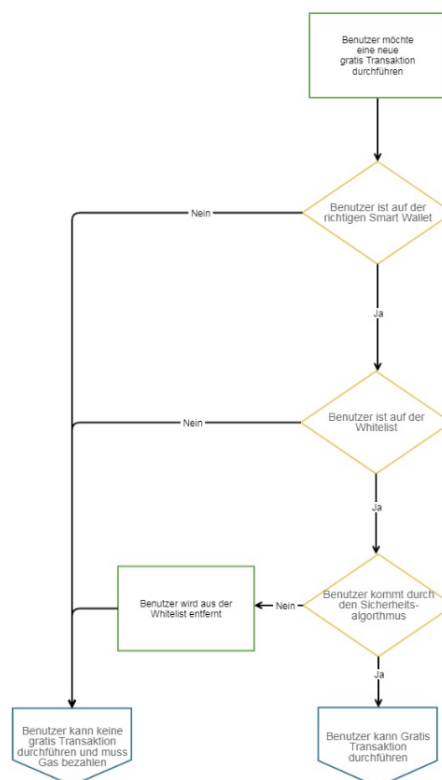 Benutzer möchte
eine neue
gratis Transaktion
durchführen
Benutzer ist auf der
richtigen Smart Wallet
Nein
Ja
Benutzer ist auf der
Whitelist
Nein
Ja
Benutzer kommt durch
den Sicherheits-
algorthmus
Nein
Benutzer wird aus der
Whitelist entfernt
Ja
Benutzer kann keine
gratis Transaktion
durchführen und muss
Gas bezahlen
Benutzer kann Gratis
Transaktion
durchführen